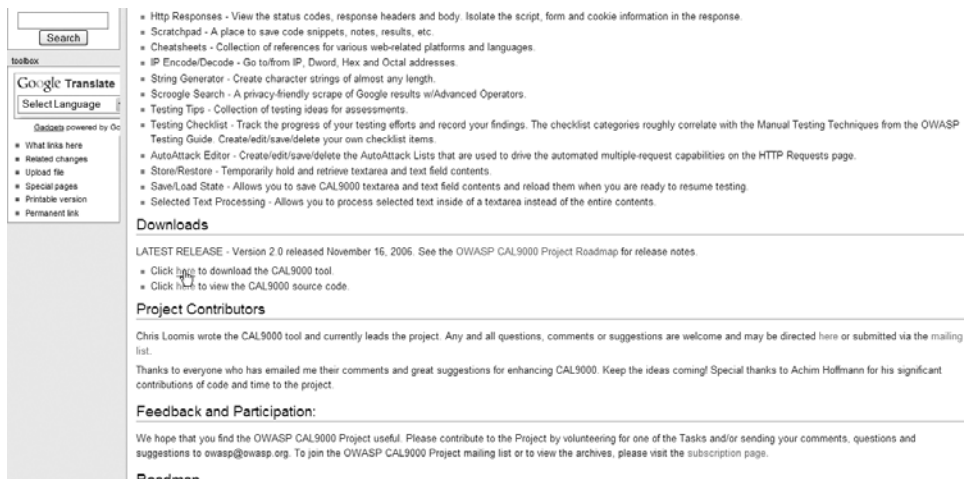 Search
toolbox
Google Translate
Select Language
Gadgets powered by Go
What links here
Related changes
Upload file
Special pages
Printable version
Permanent link
Http Responses - View the status codes, response headers and body. Isolate the script, form and cookie information in the response.
Scratchpad - A place to save code snippets, notes, results, etc.
Cheatsheets - Collection of references for various web-related platforms and languages.
IP Encode/Decode - Go to/from IP, Dword, Hex and Octal addresses.
String Generator - Create character strings of almost any length.
Scroogle Search - A privacy-friendly scrape of Google results w/Advanced Operators.
Testing Tips - Collection of testing ideas for assessments.
Testing Checklist - Track the progress of your testing efforts and record your findings. The checklist categories roughly correlate with the Manual Testing Techniques from the OWASP
Testing Guide. Create/edit/save/delete your own checklist items.
AutoAttack Editor - Create/edit/save/delete the AutoAttack Lists that are used to drive the automated multiple-request capabilities on the HTTP Requests page.
Store/Restore - Temporarily hold and retrieve textarea and text field contents.
Save/Load State - Allows you to save CAL9000 textarea and text field contents and reload them when you are ready to resume testing.
Selected Text Processing - Allows you to process selected text inside of a textarea instead of the entire contents.
Downloads
LATEST RELEASE - Version 2.0 released November 16, 2006. See the OWASP CAL9000 Project Roadmap for release notes.
Click here to download the CAL9000 tool.
Click here to view the CAL9000 source code.
Project Contributors
Chris Loomis wrote the CAL9000 tool and currently leads the project. Any and all questions, comments or suggestions are welcome and may be directed here or submitted via the mailing
list.
Thanks to everyone who has emailed me their comments and great suggestions for enhancing CAL9000. Keep the ideas coming! Special thanks to Achim Hoffmann for his significant
contributions of code and time to the project.
Feedback and Participation:
We hope that you find the OWASP CAL9000 Project useful. Please contribute to the Project by volunteering for one of the Tasks and/or sending your comments, questions and
suggestions to owasp@owasp.org. To join the OWASP CAL9000 Project mailing list or to view the archives, please visit the subscription page.
Roadmap